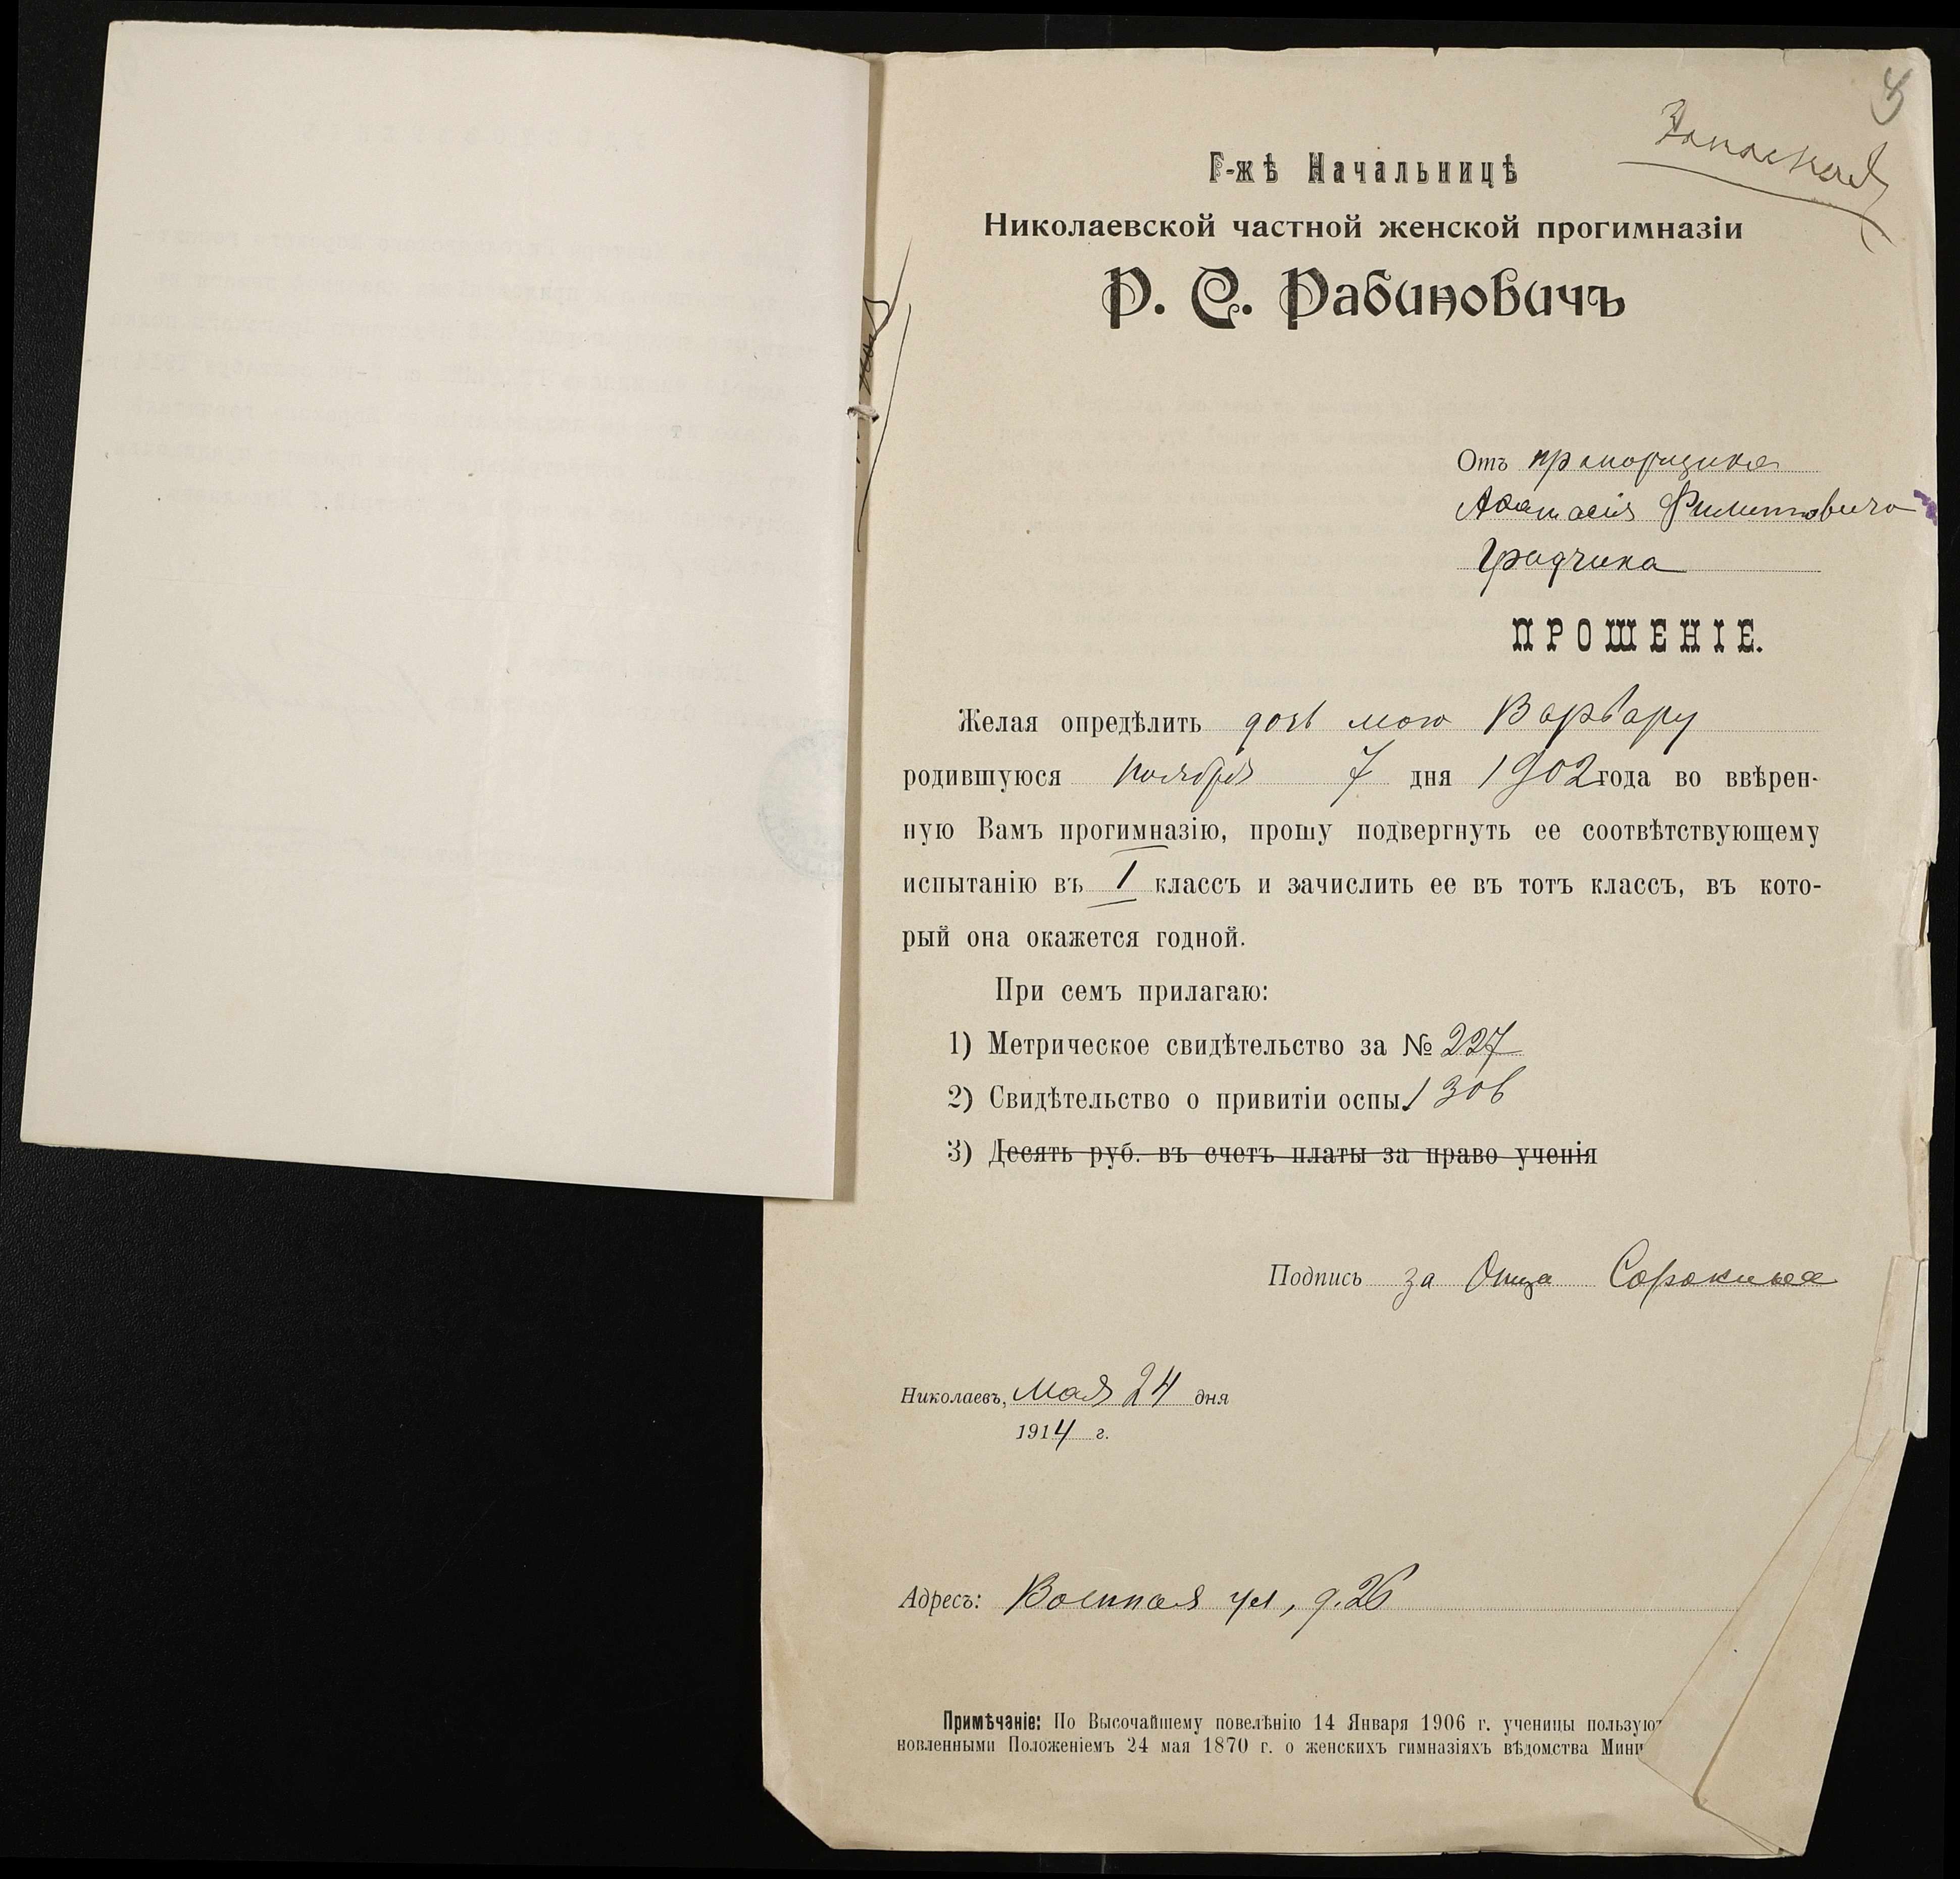 4
Запасная
Г-жѣ Начальницѣ
Николаевской частной женской прогимназіи
Р. С. Рабиновичъ
Отъ прапорщика
Афанасія Филипповича
Градчика
ПРОШЕНІЕ.
Желая опредѣлить дочь мою Варвару
родившуюся Ноября 7 дня 1902 года во ввѣрен-
ную Вамъ прогимназію, прошу подвергнуть ее соотвѣтствующему
испытанію въ I классъ и зачислить ее въ тотъ классъ, въ кото-
рый она окажется годной.
При семъ прилагаю:
1) Метрическое свидѣтельство за № 227
2) Свидѣтельство о привитіи оспы
3) Десять руб. въ счетъ платы за право ученія
Подпись за Отца Сорокина
Николаевъ, Мая 24 дня
1914 г.
Адресъ: Военная ул, д. 26
Примѣчаніе: По Высочайшему повелѣнію 14 Января 1906 г. ученицы пользуют
новленными Положеніемъ 24 мая 1870 г. о женскихъ гимназіяхъ вѣдомства Мини